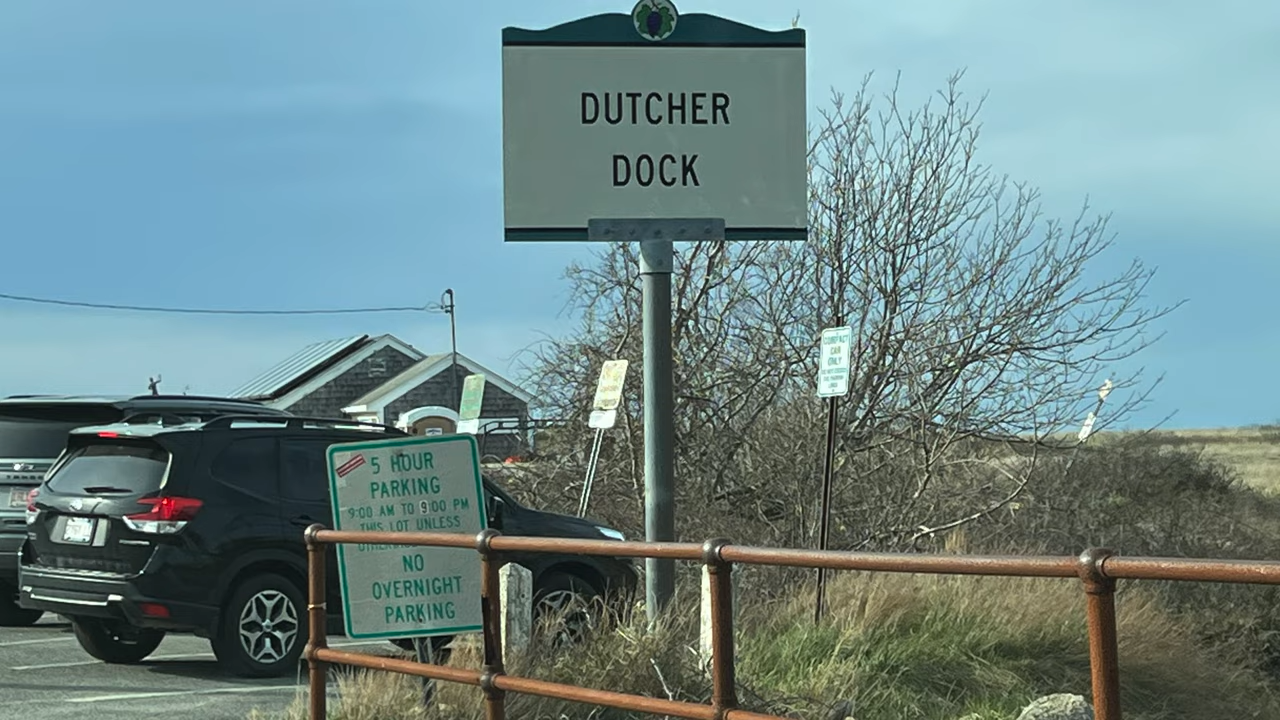 DUTCHER
DOCK
COMPACT
CAR
ONLY
5 HOUR
PARKING
9:00 AM TO 9:00 PM
THIS LOT UNLESS
NO
OVERNIGHT
PARKING